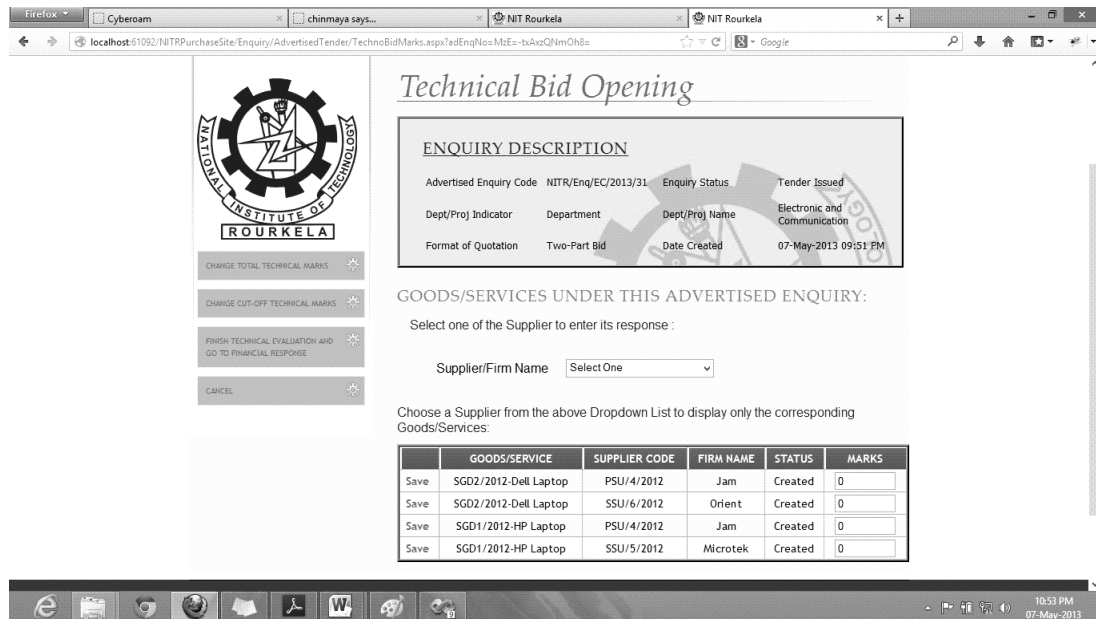 Firefox
Cyberoam
chinmaya says...
NIT Rourkela
NIT Rourkela
localhost:61092/NITRPurchaseSite/Enquiry/AdvertisedTender/TechnoBidMarks.aspx?adEnqNo=MzE=-txAxzQNmOh8=
Google
NATIONAL INSTITUTE OF TECHNOLOGY
ROURKELA
CHANGE TOTAL TECHNICAL MARKS
CHANGE CUT-OFF TECHNICAL MARKS
FINISH TECHNICAL EVALUATION AND
GO TO FINANCIAL RESPONSE
CANCEL
Technical Bid Opening
ENQUIRY DESCRIPTION
Advertised Enquiry Code NITR/Enq/EC/2013/31 Enquiry Status Tender Issued
Dept/Proj Indicator Department Dept/Proj Name Electronic and
Communication
Format of Quotation Two-Part Bid Date Created 07-May-2013 09:51 PM
GOODS/SERVICES UNDER THIS ADVERTISED ENQUIRY:
Select one of the Supplier to enter its response :
Supplier/Firm Name Select One
Choose a Supplier from the above Dropdown List to display only the corresponding
Goods/Services:
GOODS/SERVICE SUPPLIER CODE FIRM NAME STATUS MARKS
Save SGD2/2012-Dell Laptop PSU/4/2012 Jam Created 0
Save SGD2/2012-Dell Laptop SSU/6/2012 Orient Created 0
Save SGD1/2012-HP Laptop PSU/4/2012 Jam Created 0
Save SGD1/2012-HP Laptop SSU/5/2012 Microtek Created 0
10:53 PM
07-May-2013